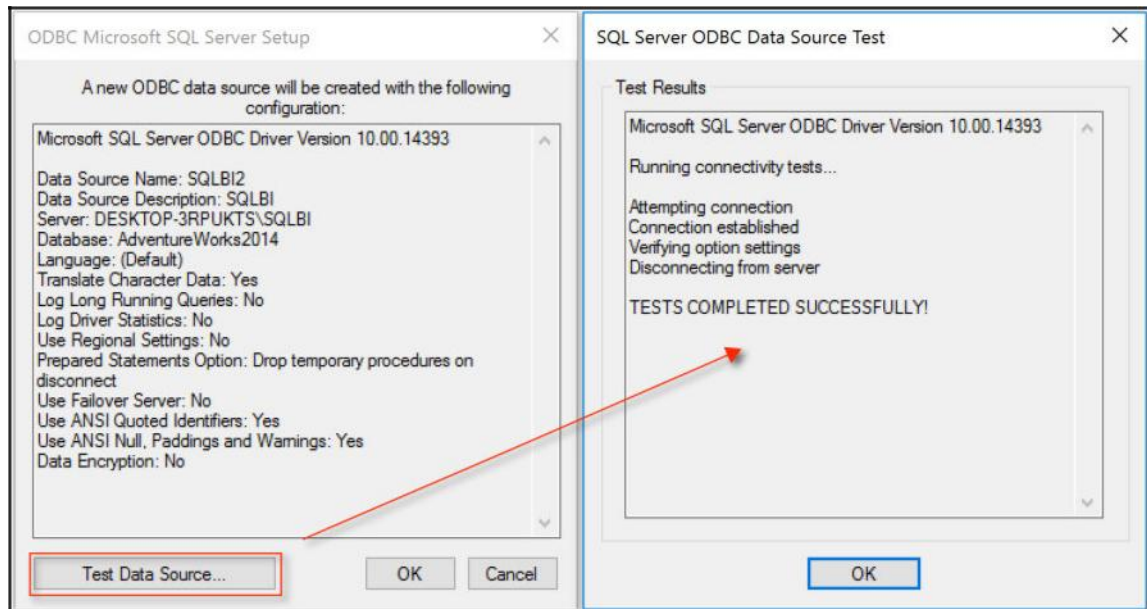 ODBC Microsoft SQL Server Setup
A new ODBC data source will be created with the following
configuration:
Microsoft SQL Server ODBC Driver Version 10.00.14393
Data Source Name: SQLBI2
Data Source Description: SQLBI
Server: DESKTOP-3RPUKTS\SQLBI
Database: AdventureWorks2014
Language: (Default)
Translate Character Data: Yes
Log Long Running Queries: No
Log Driver Statistics: No
Use Regional Settings: No
Prepared Statements Option: Drop temporary procedures on
disconnect
Use Failover Server: No
Use ANSI Quoted Identifiers: Yes
Use ANSI Null, Paddings and Warnings: Yes
Data Encryption: No
Test Data Source...
OK
Cancel
SQL Server ODBC Data Source Test
Test Results
Microsoft SQL Server ODBC Driver Version 10.00.14393
Running connectivity tests...
Attempting connection
Connection established
Verifying option settings
Disconnecting from server
TESTS COMPLETED SUCCESSFULLY!
OK